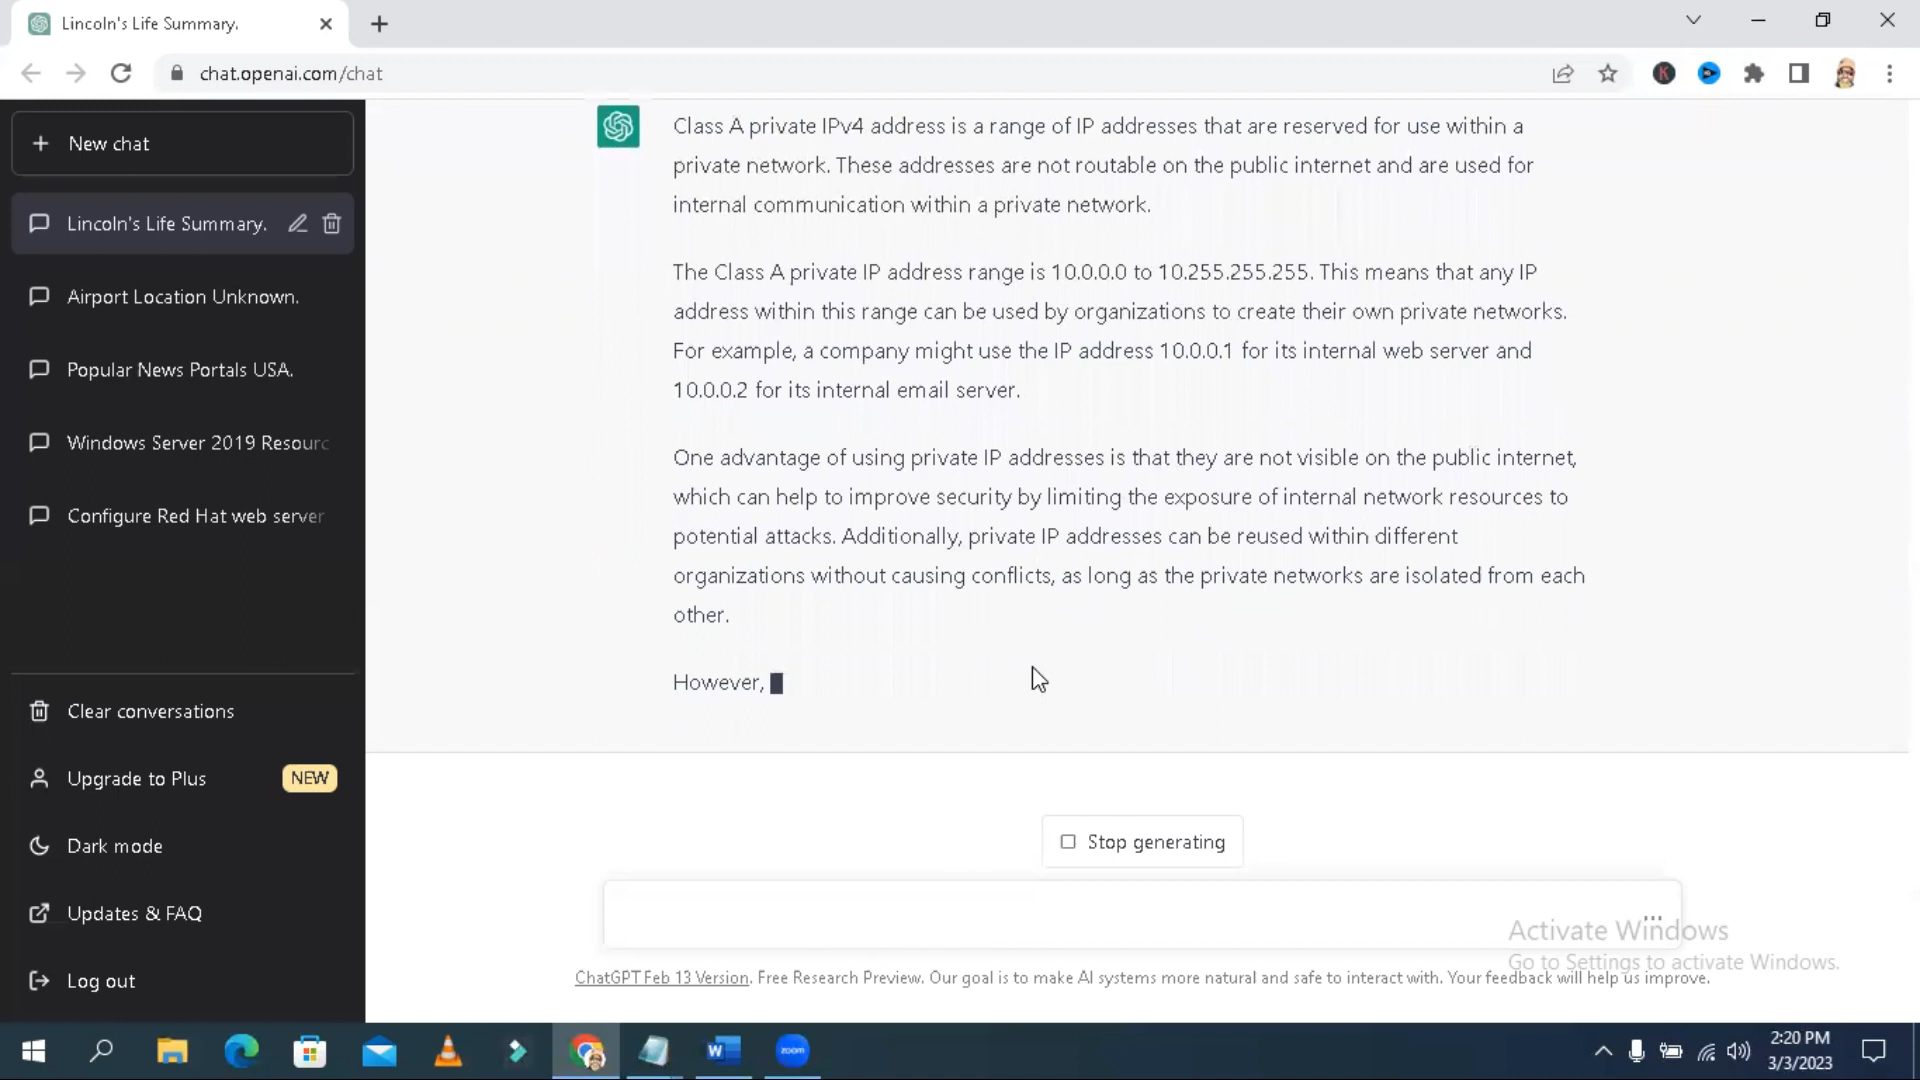 Lincoln's Life Summary.
chat.openai.com/chat
New chat
Lincoln's Life Summary.
Airport Location Unknown.
Popular News Portals USA.
Windows Server 2019 Resourc
Configure Red Hat web server
Clear conversations
Upgrade to Plus NEW
Dark mode
Updates & FAQ
Log out
Class A private IPv4 address is a range of IP addresses that are reserved for use within a
private network. These addresses are not routable on the public internet and are used for
internal communication within a private network.
The Class A private IP address range is 10.0.0.0 to 10.255.255.255. This means that any IP
address within this range can be used by organizations to create their own private networks.
For example, a company might use the IP address 10.0.0.1 for its internal web server and
10.0.0.2 for its internal email server.
One advantage of using private IP addresses is that they are not visible on the public internet,
which can help to improve security by limiting the exposure of internal network resources to
potential attacks. Additionally, private IP addresses can be reused within different
organizations without causing conflicts, as long as the private networks are isolated from each
other.
However,
Stop generating
...
Activate Windows
Go to Settings to activate Windows.
ChatGPT Feb 13 Version. Free Research Preview. Our goal is to make AI systems more natural and safe to interact with. Your feedback will help us improve.
K
W
zoom
2:20 PM
3/3/2023